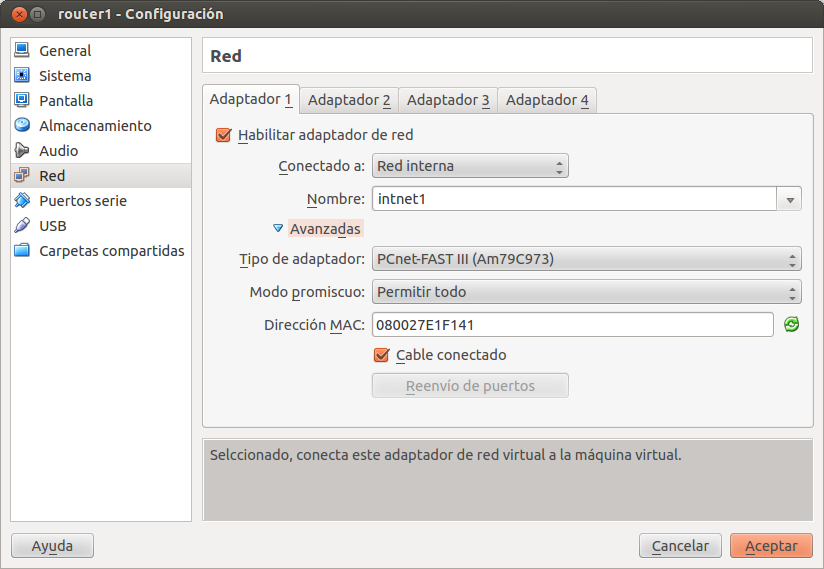 router1 - Configuración
General
Sistema
Pantalla
Almacenamiento
Audio
Red
Puertos serie
USB
Carpetas compartidas
Red
Adaptador 1
Adaptador 2
Adaptador 3
Adaptador 4
Habilitar adaptador de red
Conectado a: Red interna
Nombre: intnet1
Avanzadas
Tipo de adaptador: PCnet-FAST III (Am79C973)
Modo promiscuo: Permitir todo
Dirección MAC: 080027E1F141
Cable conectado
Reenvío de puertos
Selccionado, conecta este adaptador de red virtual a la máquina virtual.
Ayuda
Cancelar
Aceptar